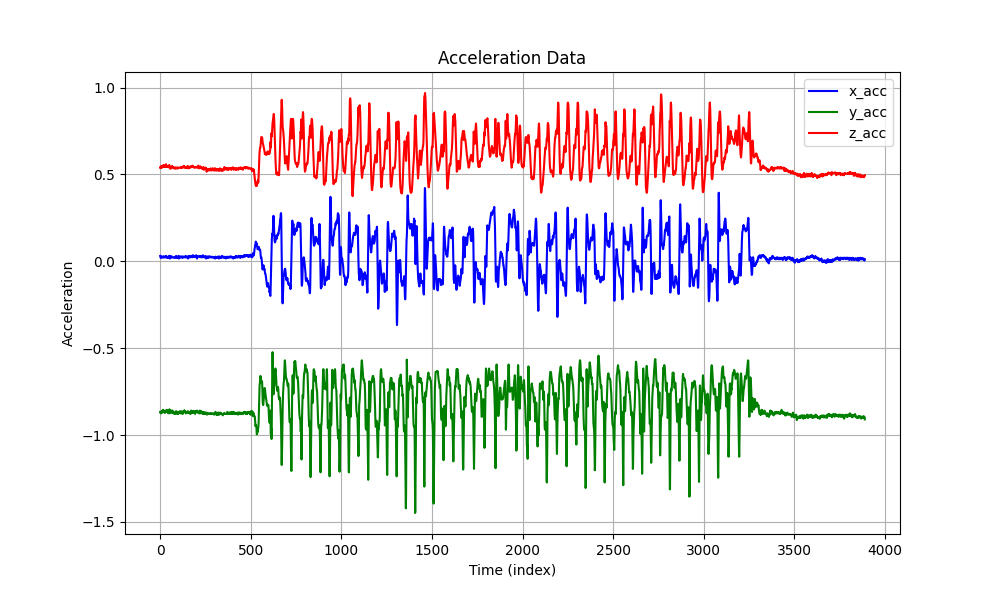 Acceleration Data
x_acc
y_acc
z_acc
1.0
0.5
0.0
−0.5
−1.0
−1.5
Acceleration
0 500 1000 1500 2000 2500 3000 3500 4000
Time (index)